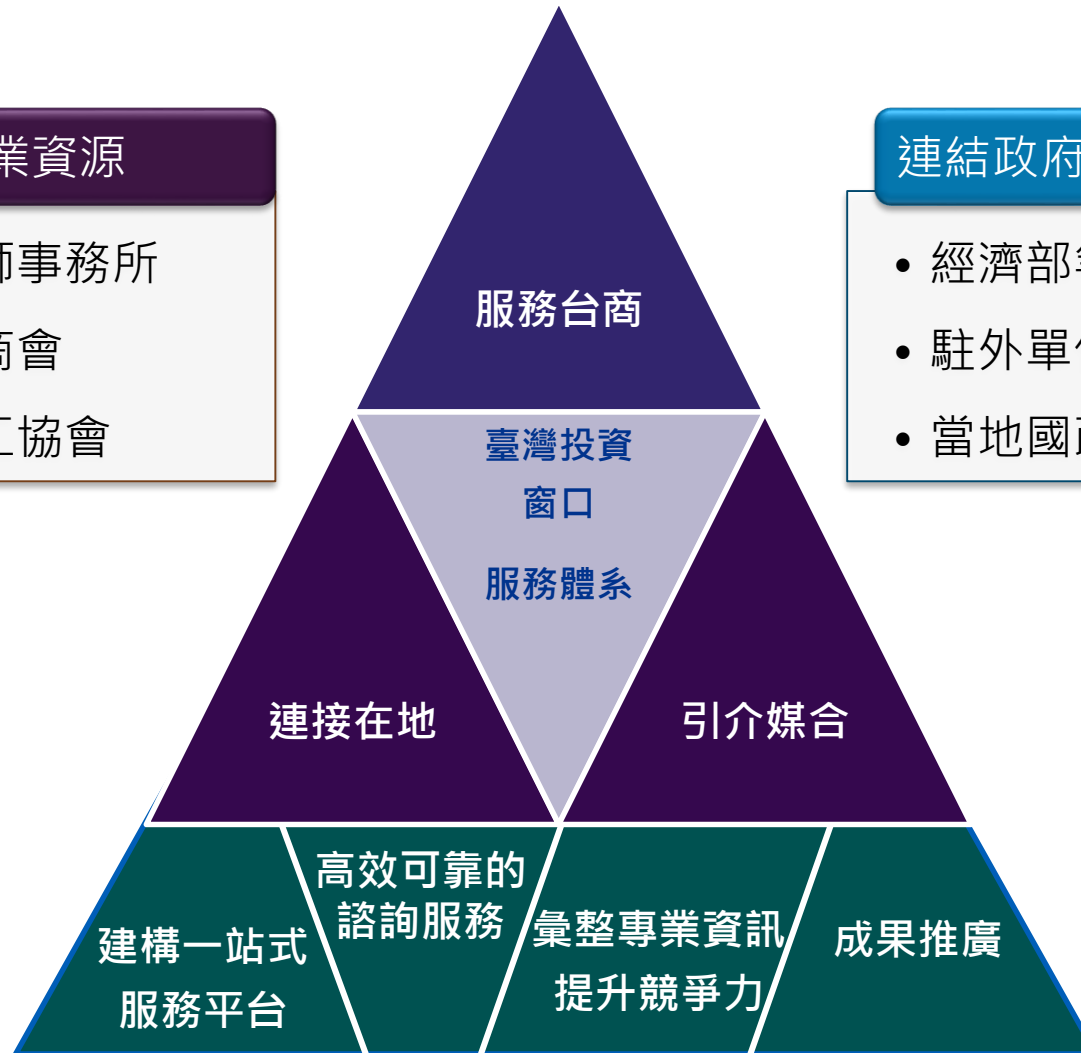 業資源
師事務所
商會
工協會
連結政府
• 經濟部
• 駐外單
• 當地國
服務台商
臺灣投資
窗口
服務體系
連接在地
引介媒合
建構一站式
服務平台
高效可靠的
諮詢服務
彙整專業資訊
提升競爭力
成果推廣